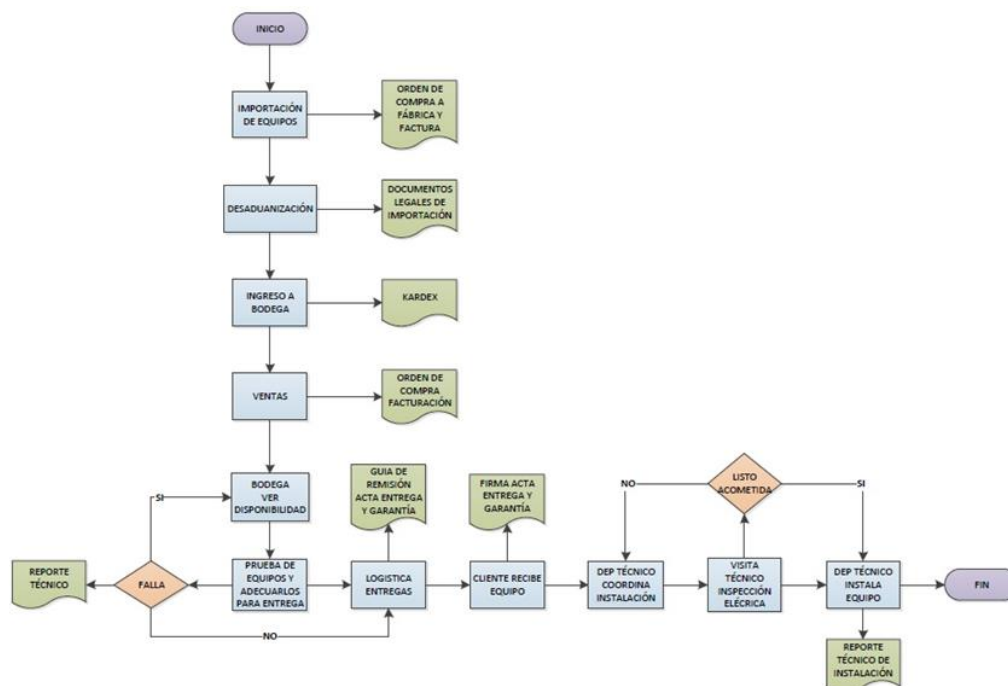 INICIO
IMPORTACIÓN
DE EQUIPOS
ORDEN DE
COMPRA A
FÁBRICA Y
FACTURA
DESADUANIZACIÓN
DOCUMENTOS
LEGALES DE
IMPORTACIÓN
INGRESO A
BODEGA
KARDEX
VENTAS
ORDEN DE
COMPRA
FACTURACIÓN
BODEGA
VER
DISPONIBILIDAD
SI
GUIA DE
REMISIÓN
ACTA ENTREGA
Y GARANTÍA
FIRMA ACTA
ENTREGA Y
GARANTÍA
NO
LISTO
ACOMETIDA
SI
REPORTE
TÉCNICO
FALLA
PRUEBA DE
EQUIPOS Y
ADECUARLOS
PARA ENTREGA
LOGISTICA
ENTREGAS
CLIENTE RECIBE
EQUIPO
DEP TÉCNICO
COORDINA
INSTALACIÓN
VISITA
TÉCNICO
INSPECCIÓN
ELÉCRICA
DEP TÉCNICO
INSTALA
EQUIPO
FIN
NO
REPORTE
TÉCNICO DE
INSTALACIÓN